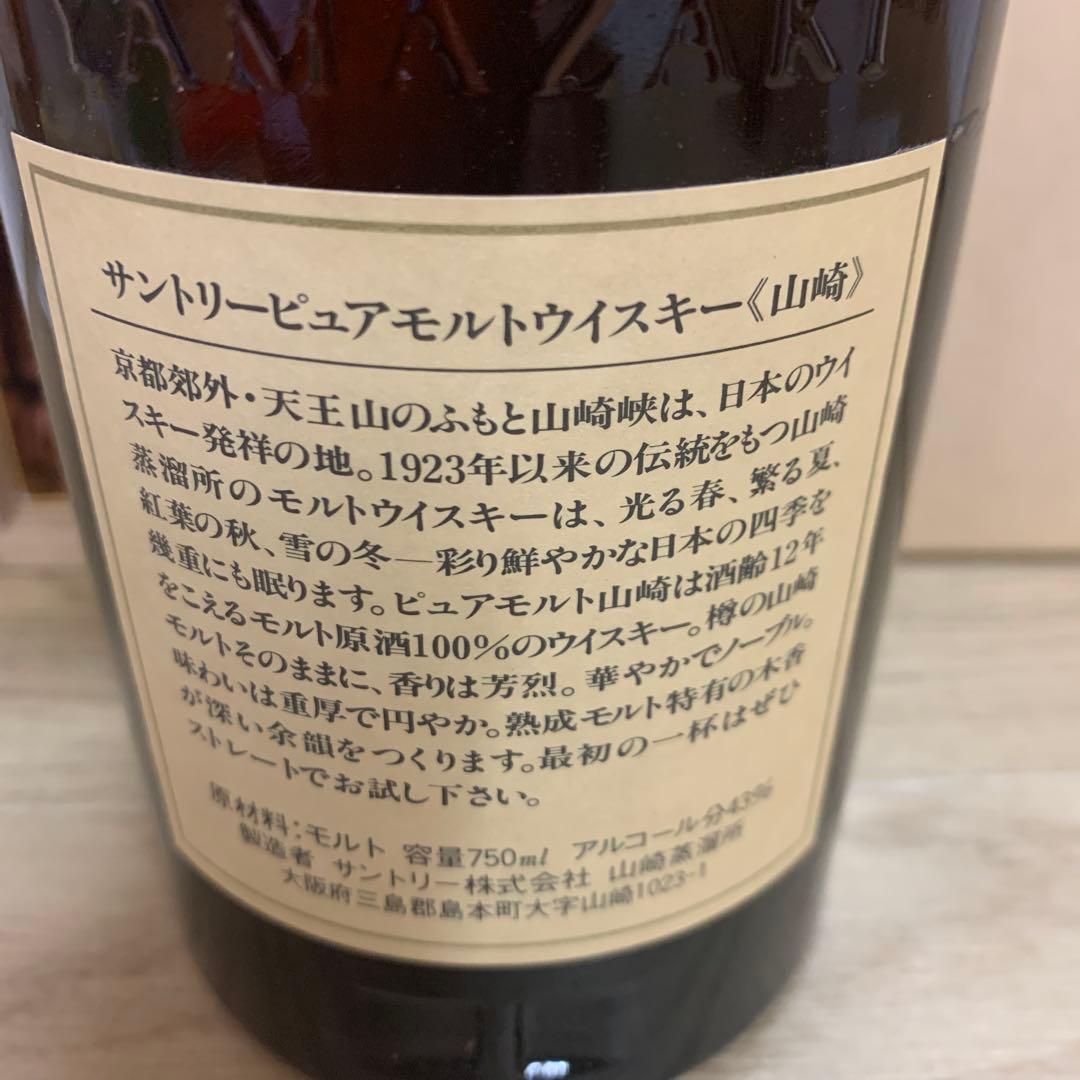 YAMAZAKI
サントリーピュアモルトウイスキー《山崎》
京都郊外・天王山のふもと山崎峡は、日本のウイ
スキー発祥の地。1923年以来の伝統をもつ山崎
蒸溜所のモルトウイスキーは、光る春、繁る夏、
紅葉の秋、雪の冬―彩り鮮やかな日本の四季を
幾重にも眠ります。ピュアモルト山崎は酒齢12年
をこえるモルト原酒100%のウイスキー。樽の山崎
モルトそのままに、香りは芳烈。華やかでノーブル。
味わいは重厚で円やか。熟成モルト特有の木香
が深い余韻をつくります。最初の一杯はぜひ
ストレートでお試し下さい。
原材料:モルト 容量750ml アルコール分43%
製造者 サントリー株式会社 山崎蒸溜所
大阪府三島郡島本町大字山崎1023-1